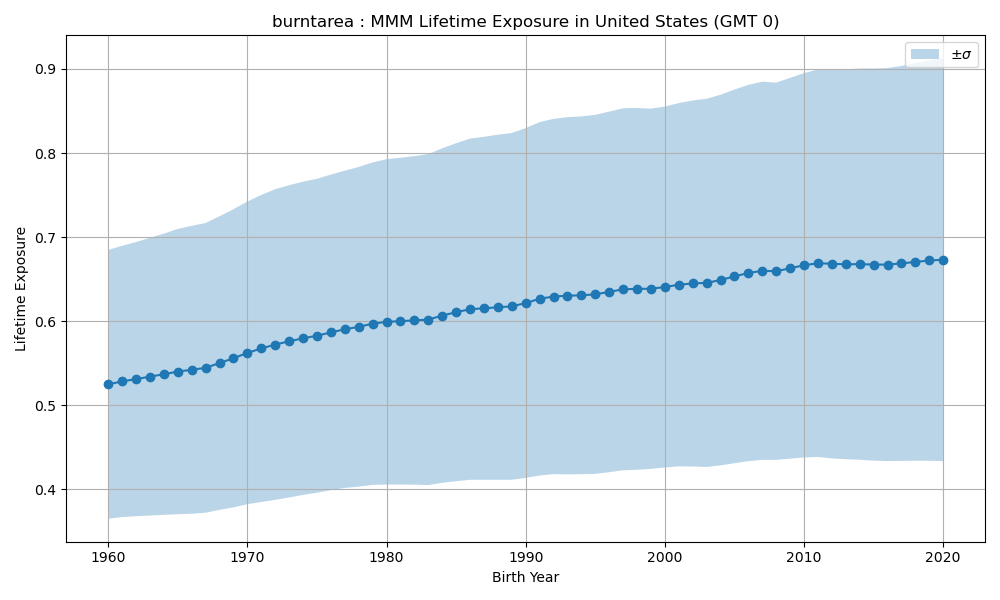 burntarea : MMM Lifetime Exposure in United States (GMT 0)
±σ
0.9
0.8
0.7
0.6
0.5
0.4
Lifetime Exposure
1960 1970 1980 1990 2000 2010 2020
Birth Year